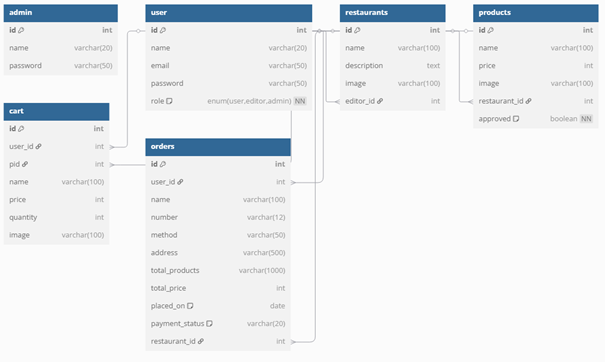 admin
id int
name varchar(20)
password varchar(50)
user
id int
name varchar(20)
email varchar(50)
password varchar(50)
role enum(user,editor,admin) NN
restaurants
id int
name varchar(100)
description text
image varchar(100)
editor_id int
products
id int
name varchar(100)
price int
image varchar(100)
restaurant_id int
approved boolean NN
cart
id int
user_id int
pid int
name varchar(100)
price int
quantity int
image varchar(100)
orders
id int
user_id int
name varchar(100)
number varchar(12)
method varchar(50)
address varchar(500)
total_products varchar(1000)
total_price int
placed_on date
payment_status varchar(20)
restaurant_id int